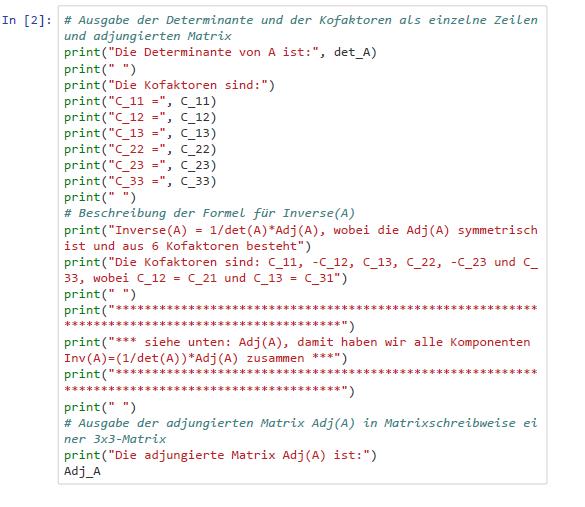 In [2]:
# Ausgabe der Determinante und der Kofaktoren als einzelne Zeilen
und adjungierten Matrix
print("Die Determinante von A ist:", det_A)
print(" ")
print("Die Kofaktoren sind:")
print("C_11 =", C_11)
print("C_12 =", C_12)
print("C_13 =", C_13)
print("C_22 =", C_22)
print("C_23 =", C_23)
print("C_33 =", C_33)
print(" ")
# Beschreibung der Formel für Inverse(A)
print("Inverse(A) = 1/det(A)*Adj(A), wobei die Adj(A) symmetrisch
ist und aus 6 Kofaktoren besteht")
print("Die Kofaktoren sind: C_11, -C_12, C_13, C_22, -C_23 und C_
33, wobei C_12 = C_21 und C_13 = C_31")
print(" ")
print("**********************************************************
**************************************")
print("*** siehe unten: Adj(A), damit haben wir alle Komponenten
Inv(A)=(1/det(A))*Adj(A) zusammen ***")
print("**********************************************************
**************************************")
print(" ")
# Ausgabe der adjungierten Matrix Adj(A) in Matrixschreibweise ei
ner 3x3-Matrix
print("Die adjungierte Matrix Adj(A) ist:")
Adj_A